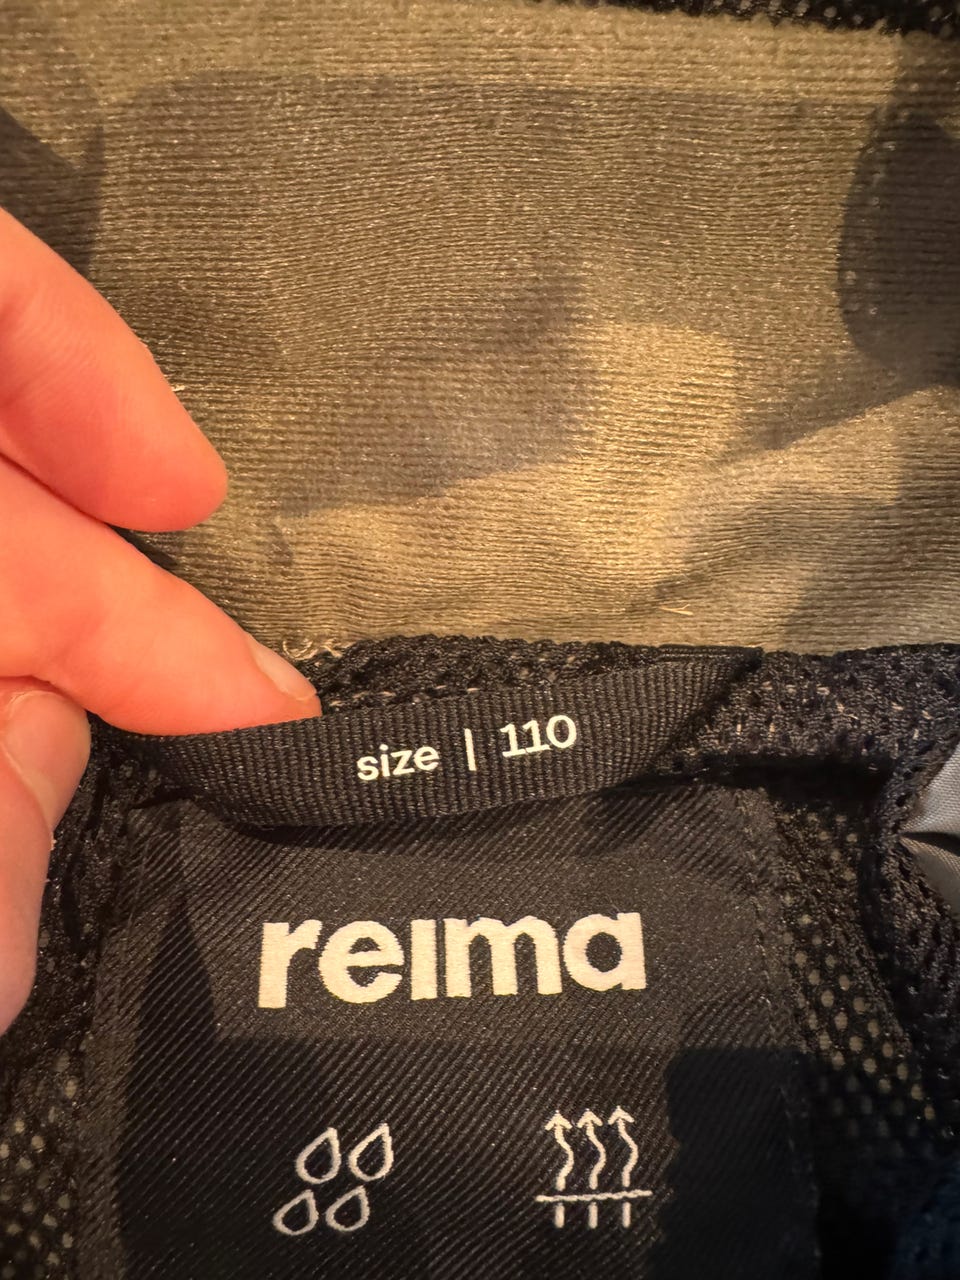 size | 110
reima